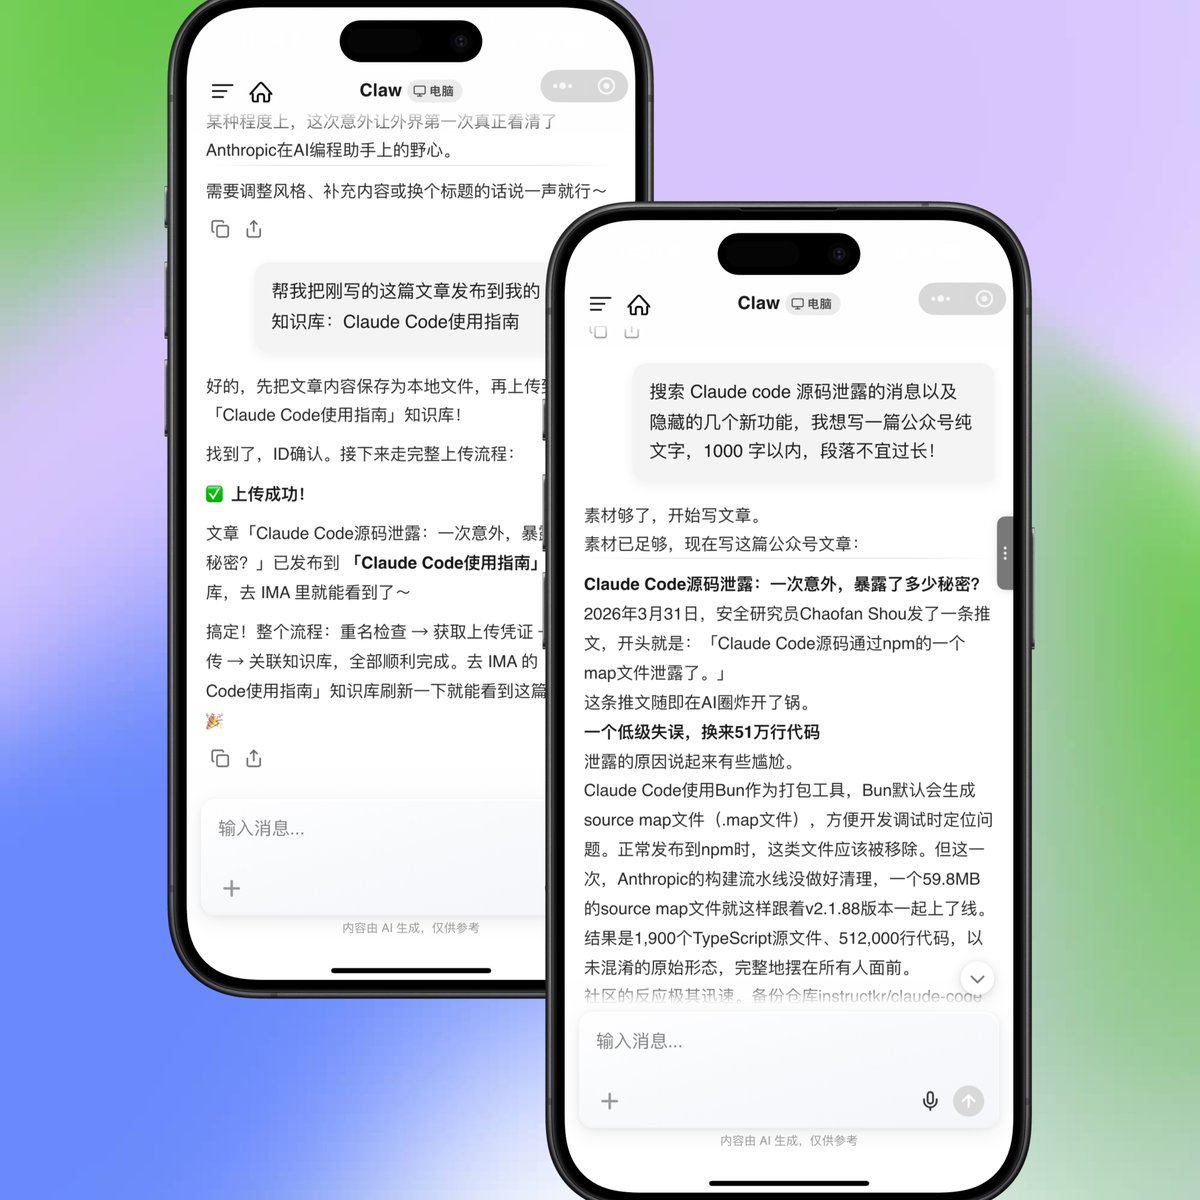 Claw 电脑
某种程度上，这次意外让外界第一次真正看清了
Anthropic在AI编程助手上的野心。
需要调整风格、补充内容或换个标题的话说一声就行～
帮我把刚写的这篇文章发布到我的
知识库：Claude Code使用指南
好的，先把文章内容保存为本地文件，再上传到
「Claude Code使用指南」知识库！
找到了，ID确认。接下来走完整上传流程：
✅ 上传成功！
文章「Claude Code源码泄露：一次意外，暴
秘密？」已发布到「Claude Code使用指南」
库，去 IMA 里就能看到了～
搞定！整个流程：重名检查 → 获取上传凭证
传 → 关联知识库，全部顺利完成。去 IMA 的
Code使用指南」知识库刷新一下就能看到这篇
🎉
输入消息...
内容由 AI 生成，仅供参考
Claw 电脑
搜索 Claude code 源码泄露的消息以及
隐藏的几个新功能，我想写一篇公众号纯
文字，1000 字以内，段落不宜过长！
素材够了，开始写文章。
素材已足够，现在写这篇公众号文章：
Claude Code源码泄露：一次意外，暴露了多少秘密？
2026年3月31日，安全研究员Chaofan Shou发了一条推
文，开头就是：「Claude Code源码通过npm的一个
map文件泄露了。」
这条推文随即在AI圈炸开了锅。
一个低级失误，换来51万行代码
泄露的原因说起来有些尴尬。
Claude Code使用Bun作为打包工具，Bun默认会生成
source map文件（.map文件），方便开发调试时定位问
题。正常发布到npm时，这类文件应该被移除。但这一
次，Anthropic的构建流水线没做好清理，一个59.8MB
的source map文件就这样跟着v2.1.88版本一起上了线。
结果是1,900个TypeScript源文件、512,000行代码，以
未混淆的原始形态，完整地摆在所有人面前。
社区的反应极其迅速。备份仓库instructkr/claude-code
输入消息...
内容由 AI 生成，仅供参考